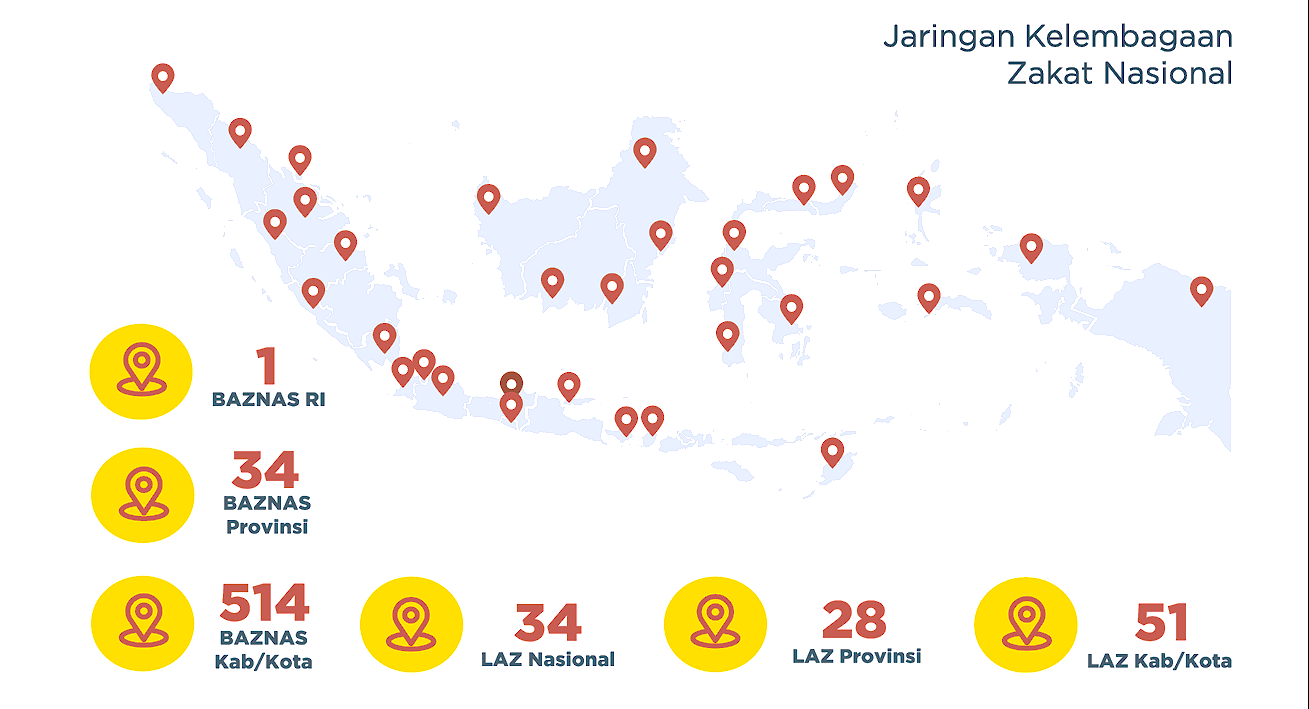 Jaringan Kelembagaan
Zakat Nasional
1
BAZNAS RI
34
BAZNAS
Provinsi
514
BAZNAS
Kab/Kota
34
LAZ Nasional
28
LAZ Provinsi
51
LAZ Kab/Kota